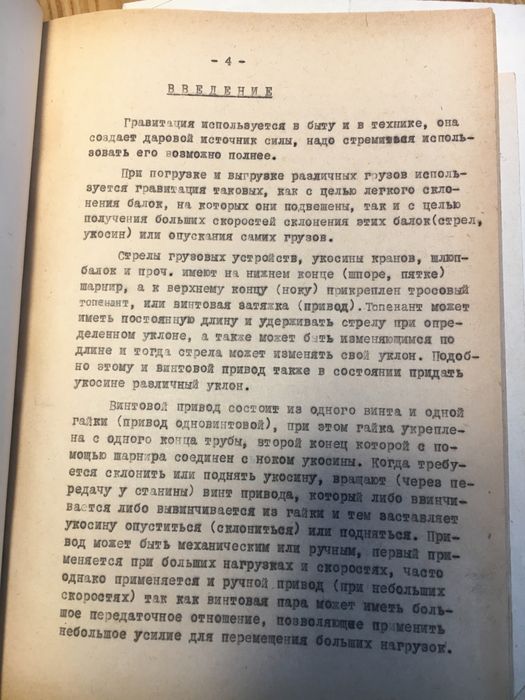 - 4 -
ВВЕДЕНИЕ
Гравитация используется в быту и в технике, она
создает даровой источник силы, надо стремиться исполь-
зовать его возможно полнее.
При погрузке и выгрузке различных грузов исполь-
зуется гравитация таковых, как с целью легкого скло-
нения балок, на которых они подвешены, так и с целью
получения больших скоростей склонения этих балок(стрел,
укосин) или опускания самих грузов.
Стрелы грузовых устройств, укосины кранов, шлюп-
балок и проч. имеют на нижнем конце (шпоре, пятке)
шарнир, а к верхнему концу (ноку) прикреплен тросовый
топенант, или винтовая затяжка (привод). Топенант может
иметь постоянную длину и удерживать стрелу при опре-
деленном уклоне, а также может быть изменяющимся по
длине и тогда стрела может изменять свой уклон. Подоб-
но этому и винтовой привод также в состоянии придать
укосине различный уклон.
Винтовой привод состоит из одного винта и одной
гайки (привод одновинтовой), при этом гайка укрепле-
на с одного конца трубы, второй конец которой с по-
мощью шарнира соединен с ноком укосины. Когда требу-
ется склонить или поднять укосину, вращают (через пе-
редачу у станины) винт привода, который либо ввинчи-
вается либо вывинчивается из гайки и тем заставляет
укосину опуститься (склониться) или подняться. При-
вод может быть механическим или ручным, первый при-
меняется при больших нагрузках и скоростях, часто
однако применяется и ручной привод (при небольших
скоростях) так как винтовая пара может иметь боль-
шое передаточное отношение, позволяющее применить
небольшое усилие для перемещения больших нагрузок.